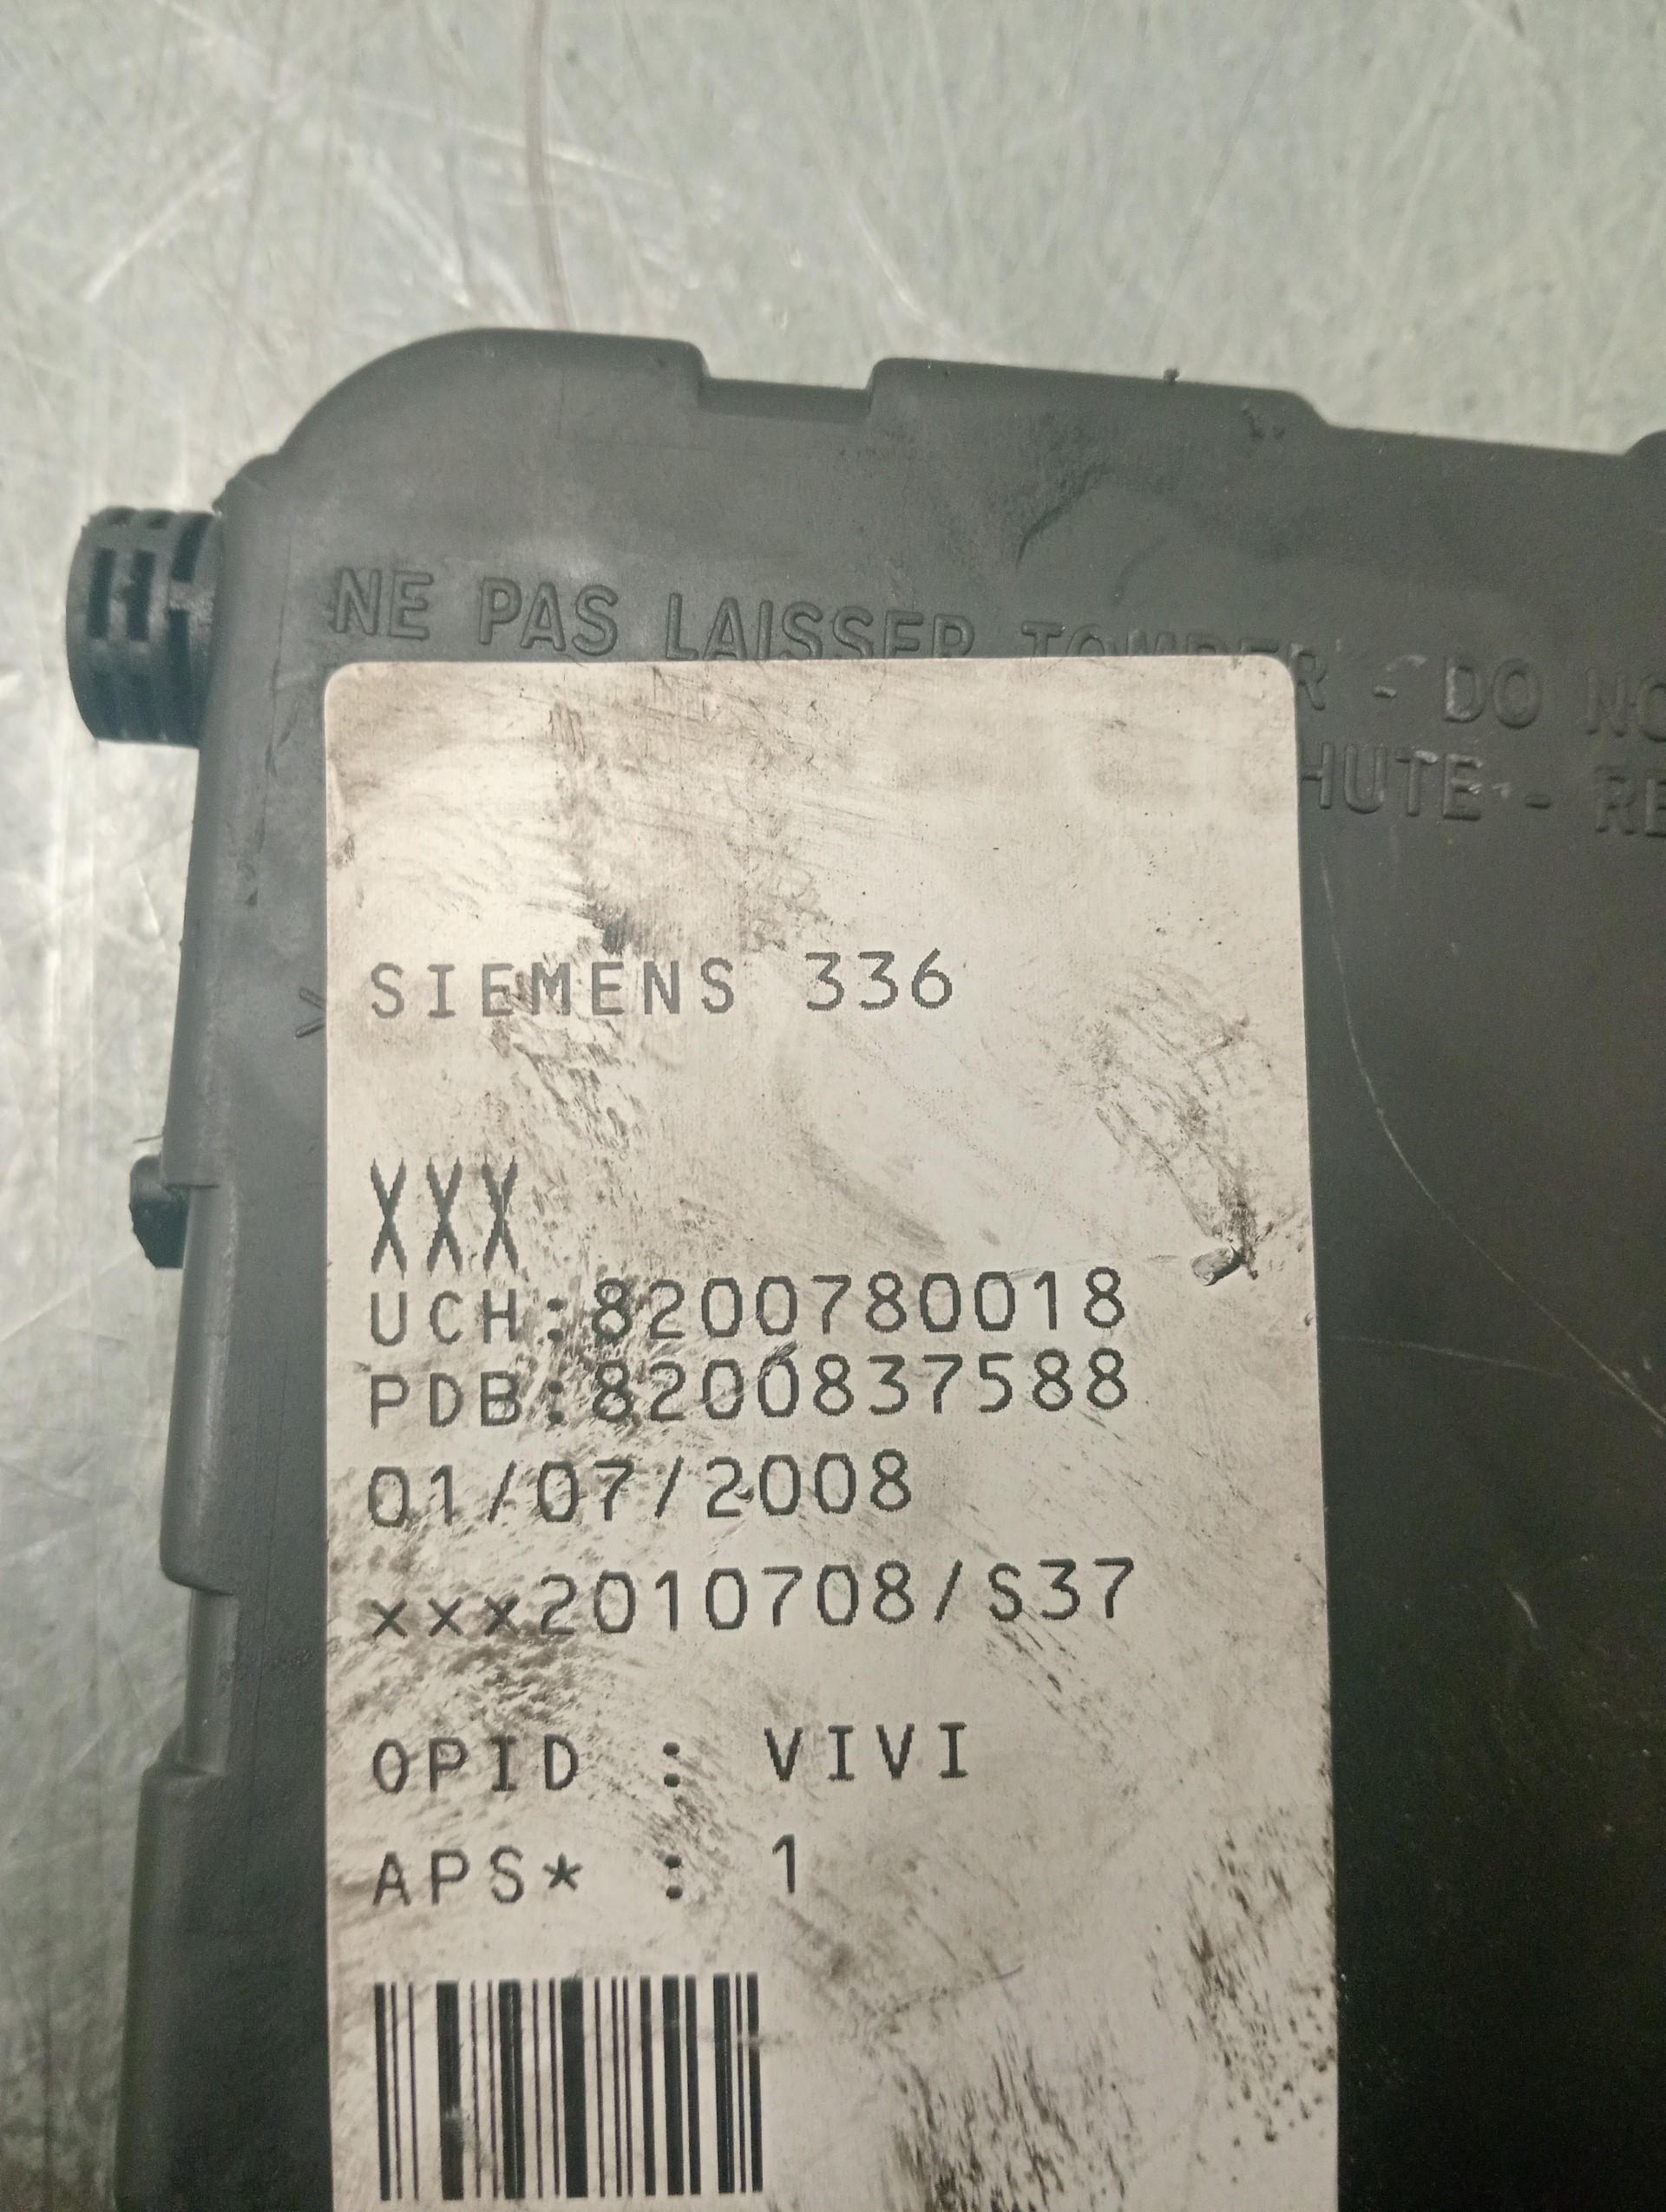 NE PAS LAISSER TOMBER - DO NO
HUTE - RE
SIEMENS 336
XXX
UCH:8200780018
PDB:8200837588
01/07/2008
xxx2010708/S37
OPID : VIVI
APS* : 1